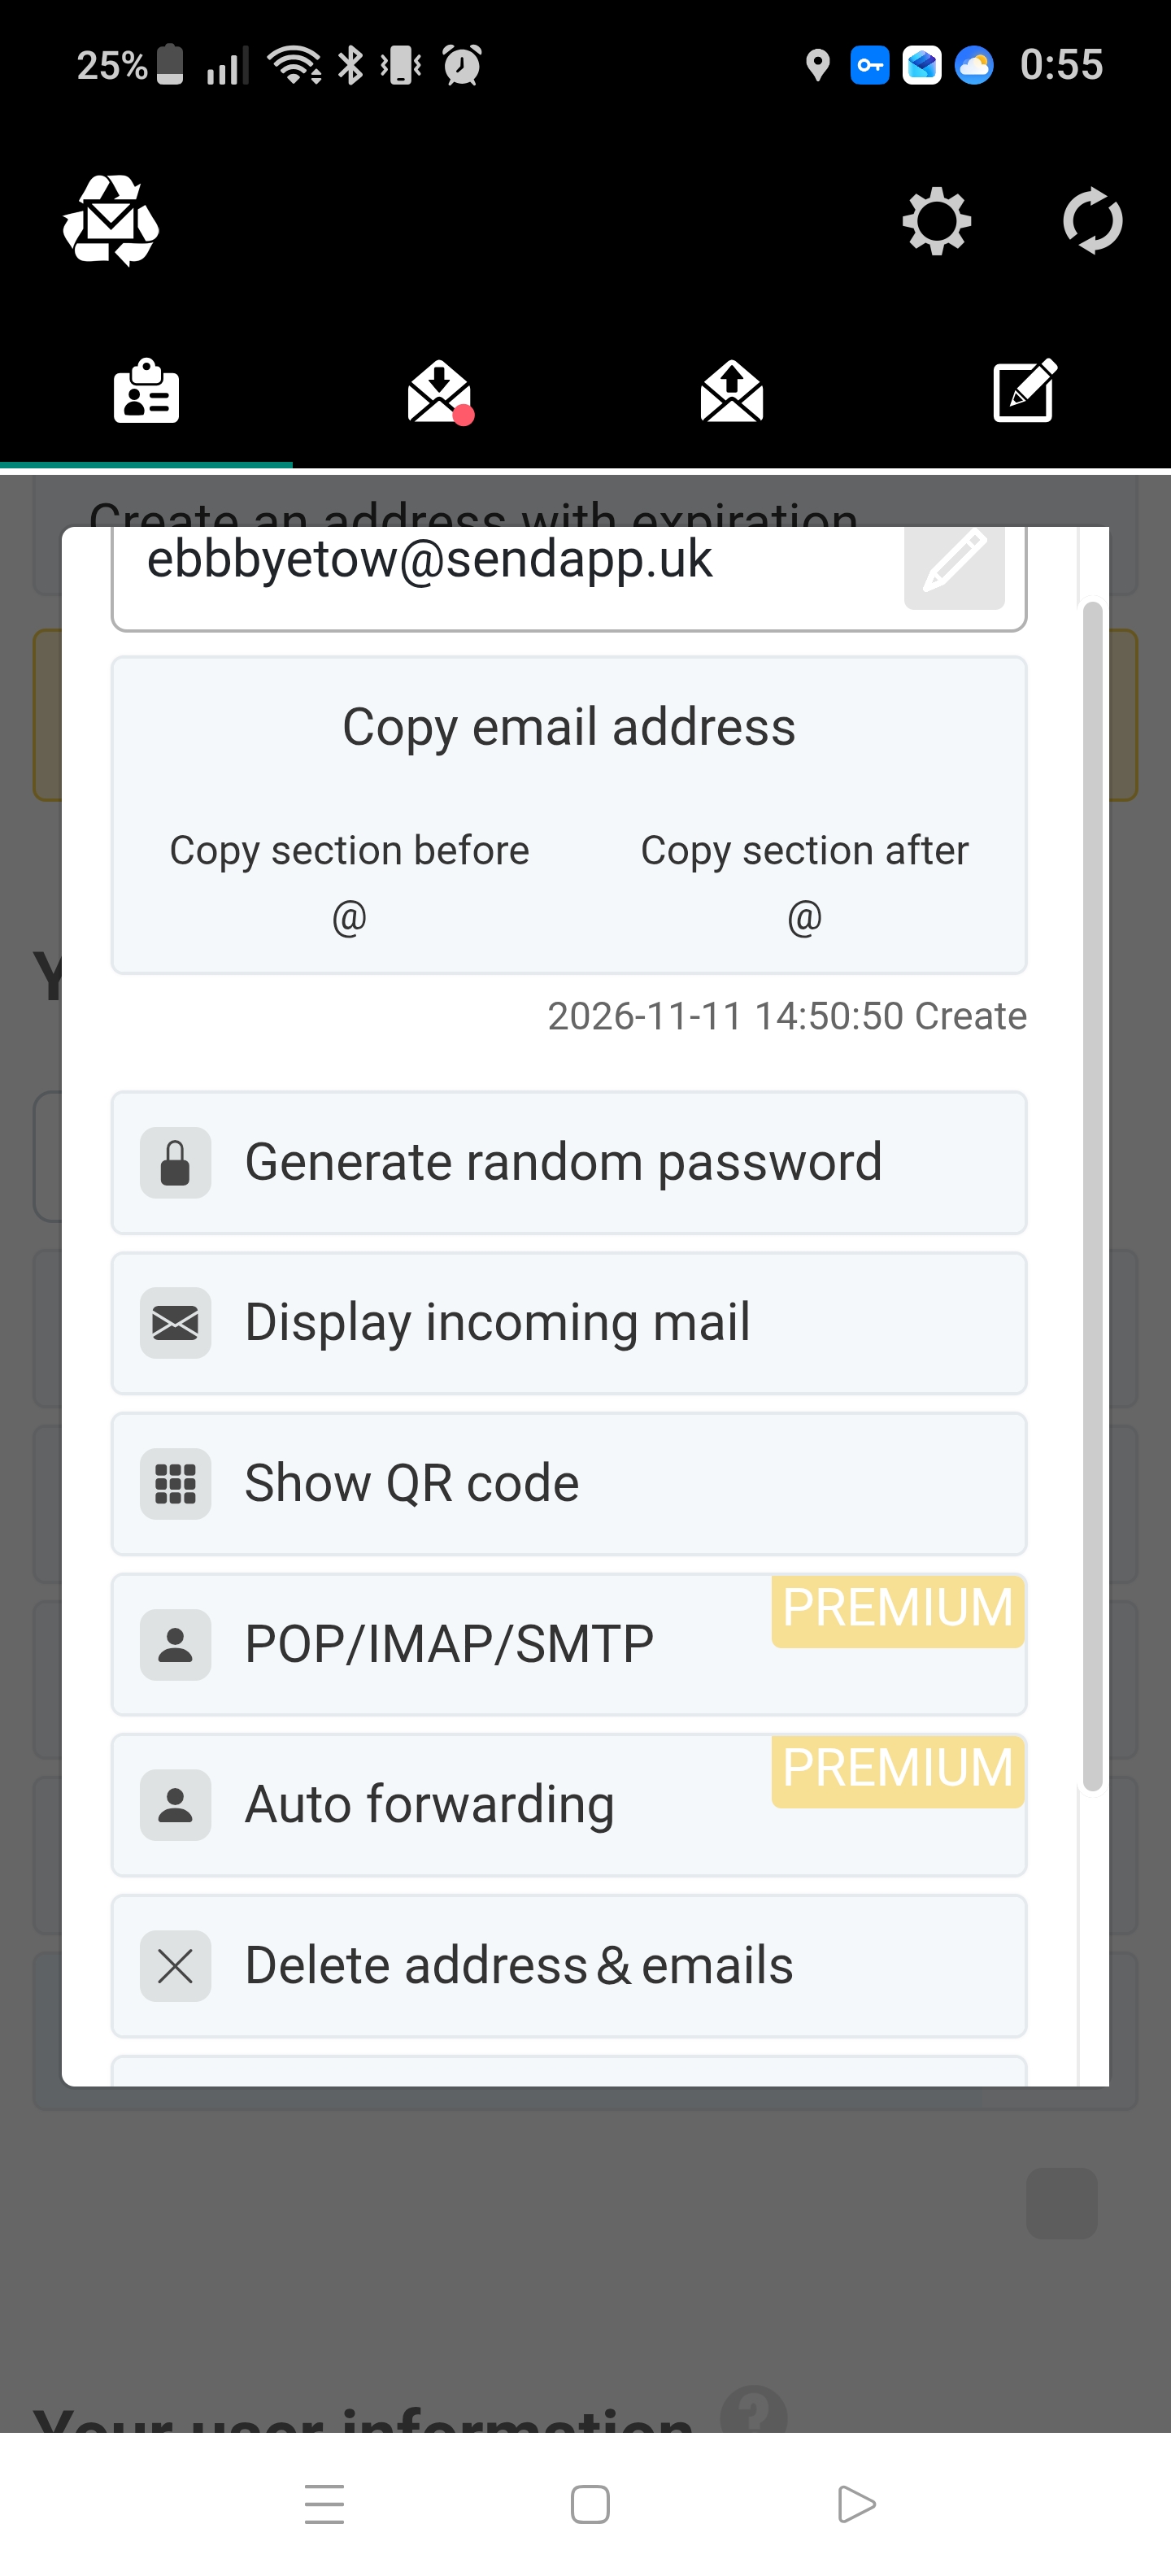 25%
0:55
Create an address with expiration
ebbbyetow@sendapp.uk
Copy email address
Copy section before
@
Copy section after
@
2026-11-11 14:50:50 Create
Generate random password
Display incoming mail
Show QR code
POP/IMAP/SMTP
PREMIUM
Auto forwarding
PREMIUM
Delete address & emails
Your user information